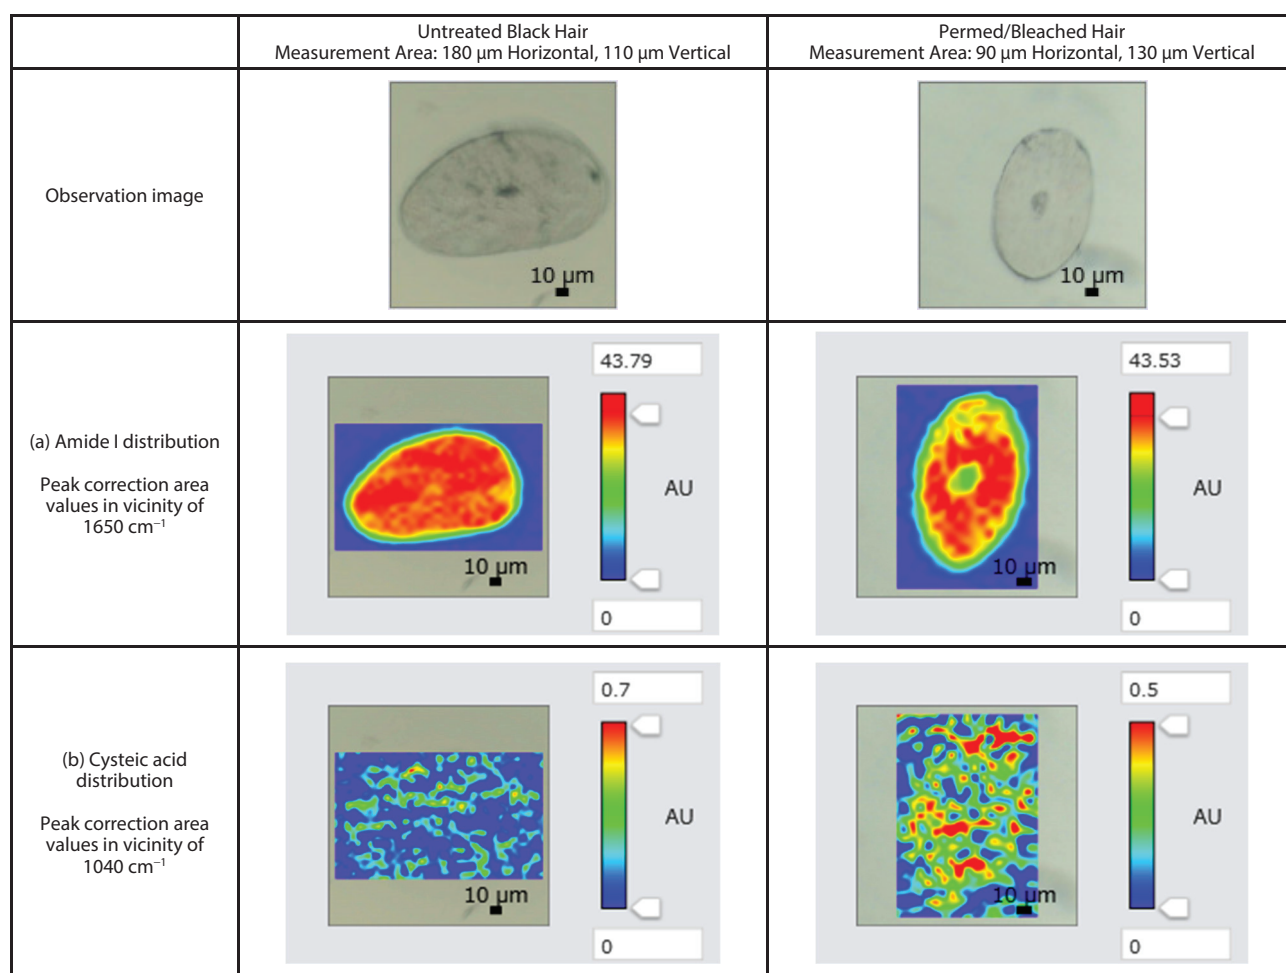 Untreated Black Hair
Measurement Area: 180 µm Horizontal, 110 µm Vertical
Permed/Bleached Hair
Measurement Area: 90 µm Horizontal, 130 µm Vertical
Observation image
10 µm
10 µm
(a) Amide I distribution
Peak correction area
values in vicinity of
1650 cm⁻¹
43.79
AU
10 µm
0
43.53
AU
10 µm
0
(b) Cysteic acid
distribution
Peak correction area
values in vicinity of
1040 cm⁻¹
0.7
AU
10 µm
0
0.5
AU
10 µm
0